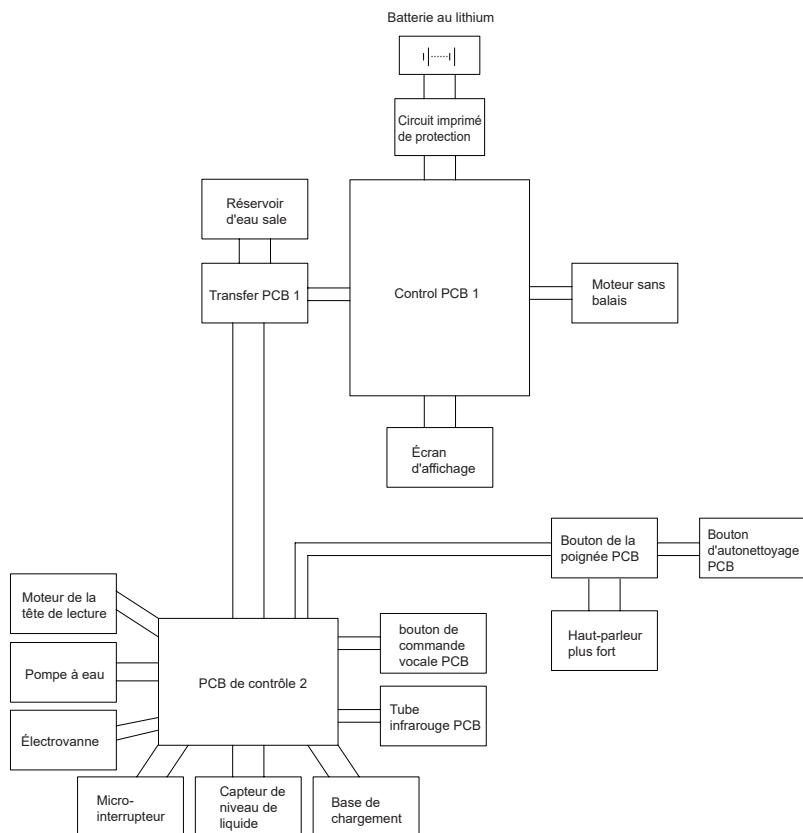 Batterie au lithium
Circuit imprimé
de protection
Réservoir
d'eau sale
Transfer PCB 1
Control PCB 1
Moteur sans
balais
Écran
d'affichage
Bouton de la
poignée PCB
Bouton
d'autonettoyage
PCB
Haut-parleur
plus fort
Moteur de la
tête de lecture
Pompe à eau
Électrovanne
PCB de contrôle 2
bouton de
commande
vocale PCB
Tube
infrarouge PCB
Micro-
interrupteur
Capteur de
niveau de
liquide
Base de
chargement